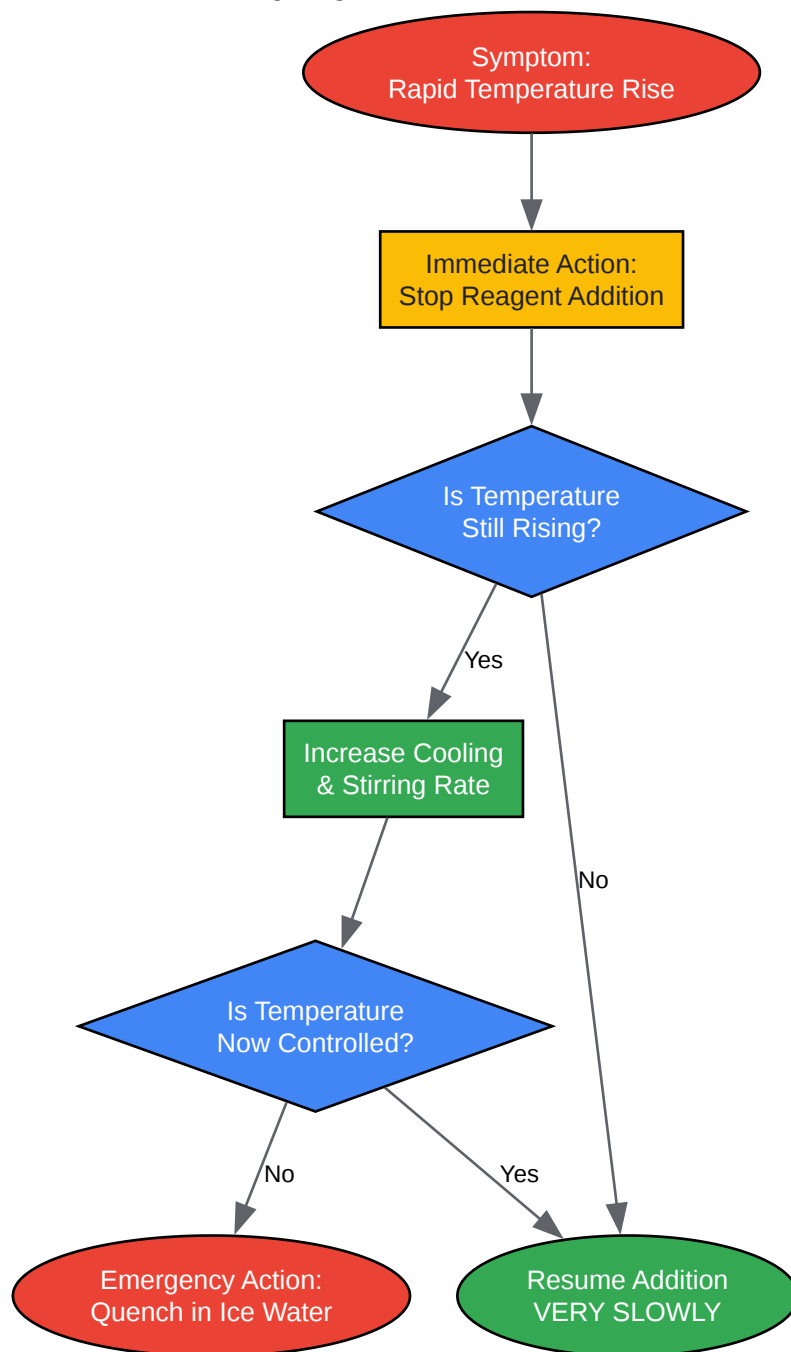 Symptom:
Rapid Temperature Rise
Immediate Action:
Stop Reagent Addition
Is Temperature
Still Rising?
Yes
Increase Cooling
& Stirring Rate
No
Is Temperature
Now Controlled?
No
Yes
Emergency Action:
Quench in Ice Water
Resume Addition
VERY SLOWLY